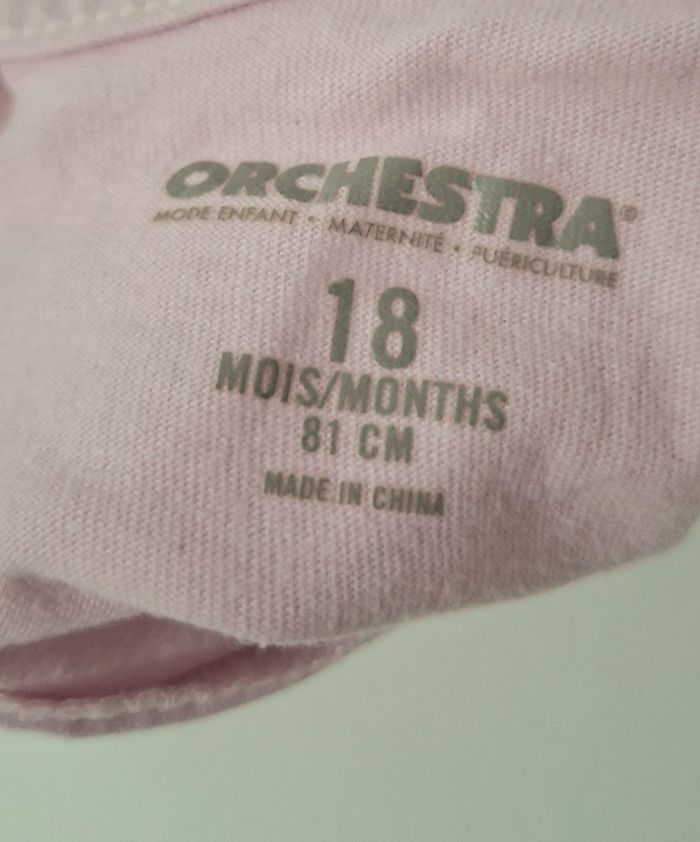 ORCHESTRA®
MODE ENFANT • MATERNITÉ • PUÉRICULTURE
18
MOIS/MONTHS
81 CM
MADE IN CHINA